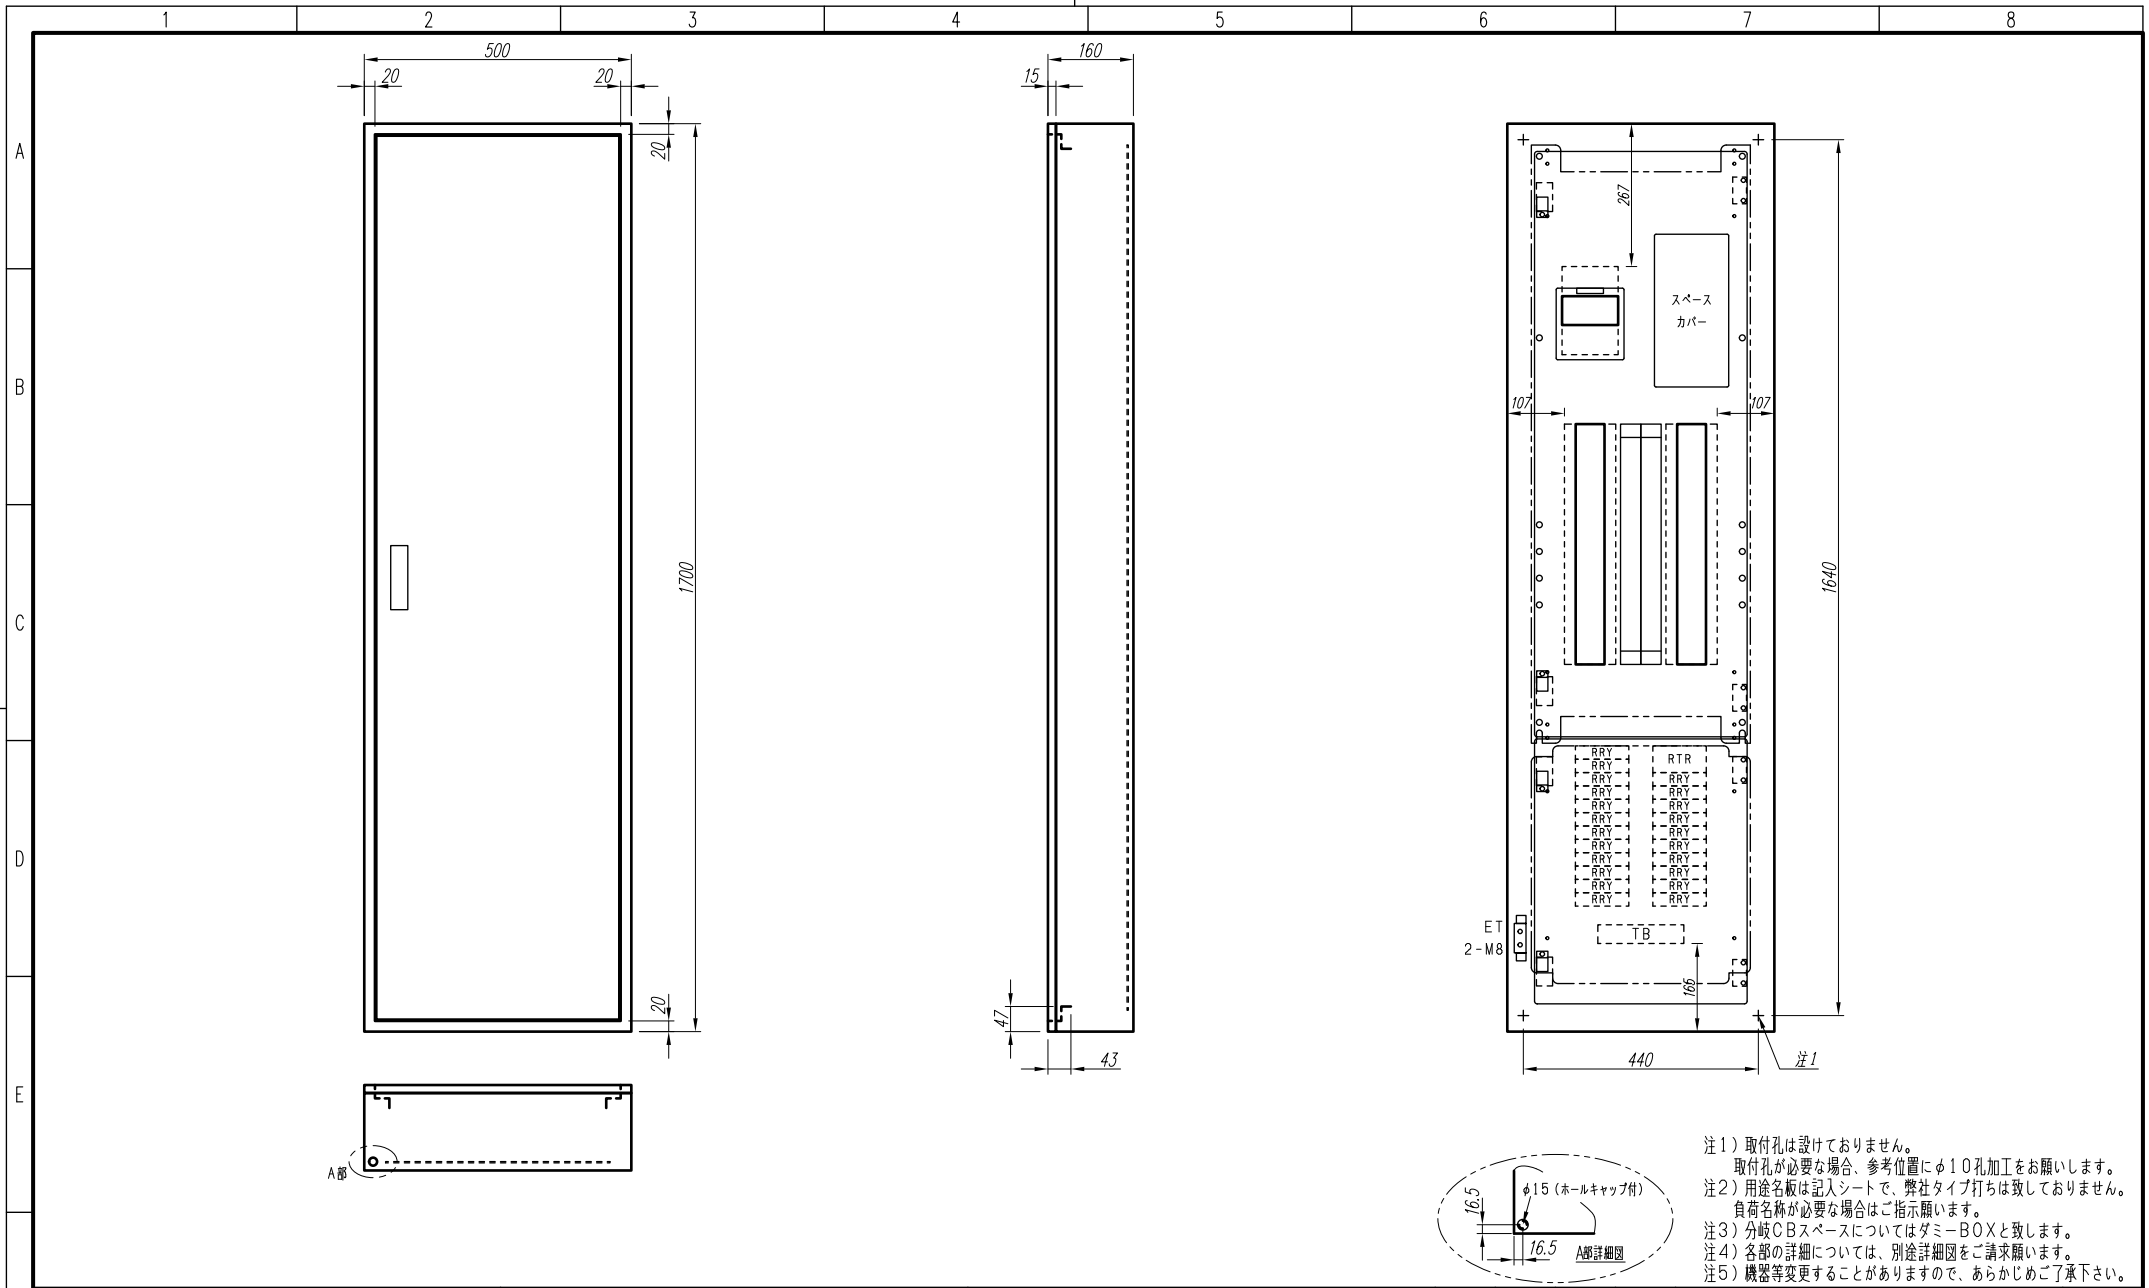 1 2 3 4 5 6 7 8
A
B
C
D
E
500
20 20
20
1700
20
A部
160
15
47
43
267
スペース
カバー
107 107
1640
RRY
RRY
RRY
RRY
RRY
RRY
RRY
RRY
RRY
RRY
RRY
RRY
RTR
RRY
RRY
RRY
RRY
RRY
RRY
RRY
RRY
RRY
RRY
TB
ET
2-M8
166
440
注1
16.5
φ15(ホールキャップ付)
16.5
A部詳細図
注1)取付孔は設けておりません。
取付孔が必要な場合、参考位置にφ10孔加工をお願いします。
注2)用途名板は記入シートで、弊社タイプ打ちは致しておりません。
負荷名称が必要な場合はご指示願います。
注3)分岐CBスペースについてはダミーBOXと致します。
注4)各部の詳細については、別途詳細図をご請求願います。
注5)機器等変更することがありますので、あらかじめご了承下さい。